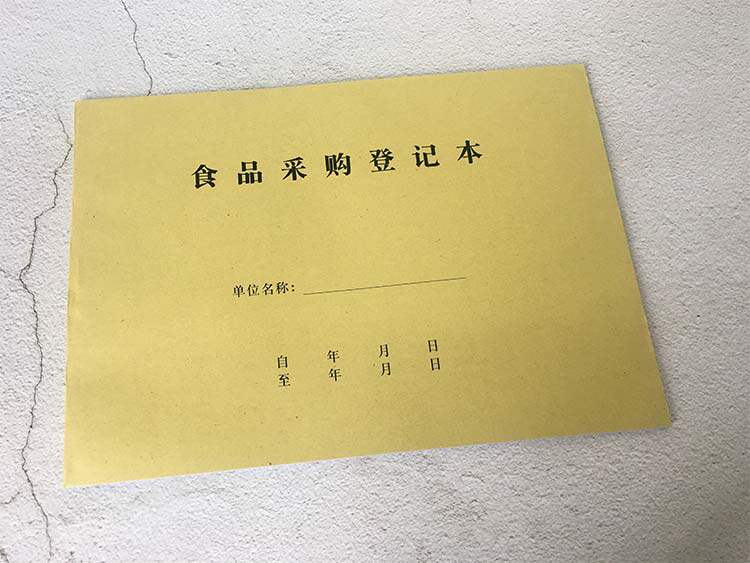 食品采购登记本
单位名称：
自 年 月 日
至 年 月 日